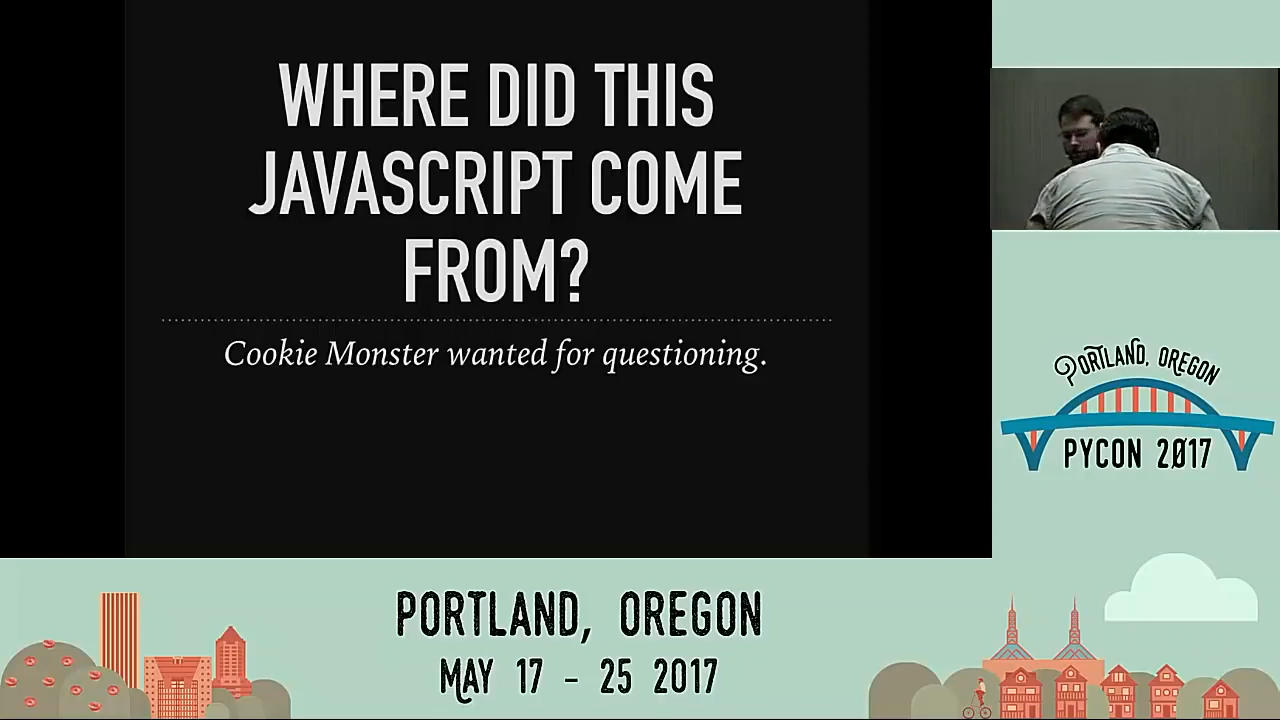 WHERE DID THIS
JAVASCRIPT COME
FROM?
Cookie Monster wanted for questioning.
PORTLAND, OREGON
PYCON 2017
PORTLAND, OREGON
MAY 17 - 25 2017